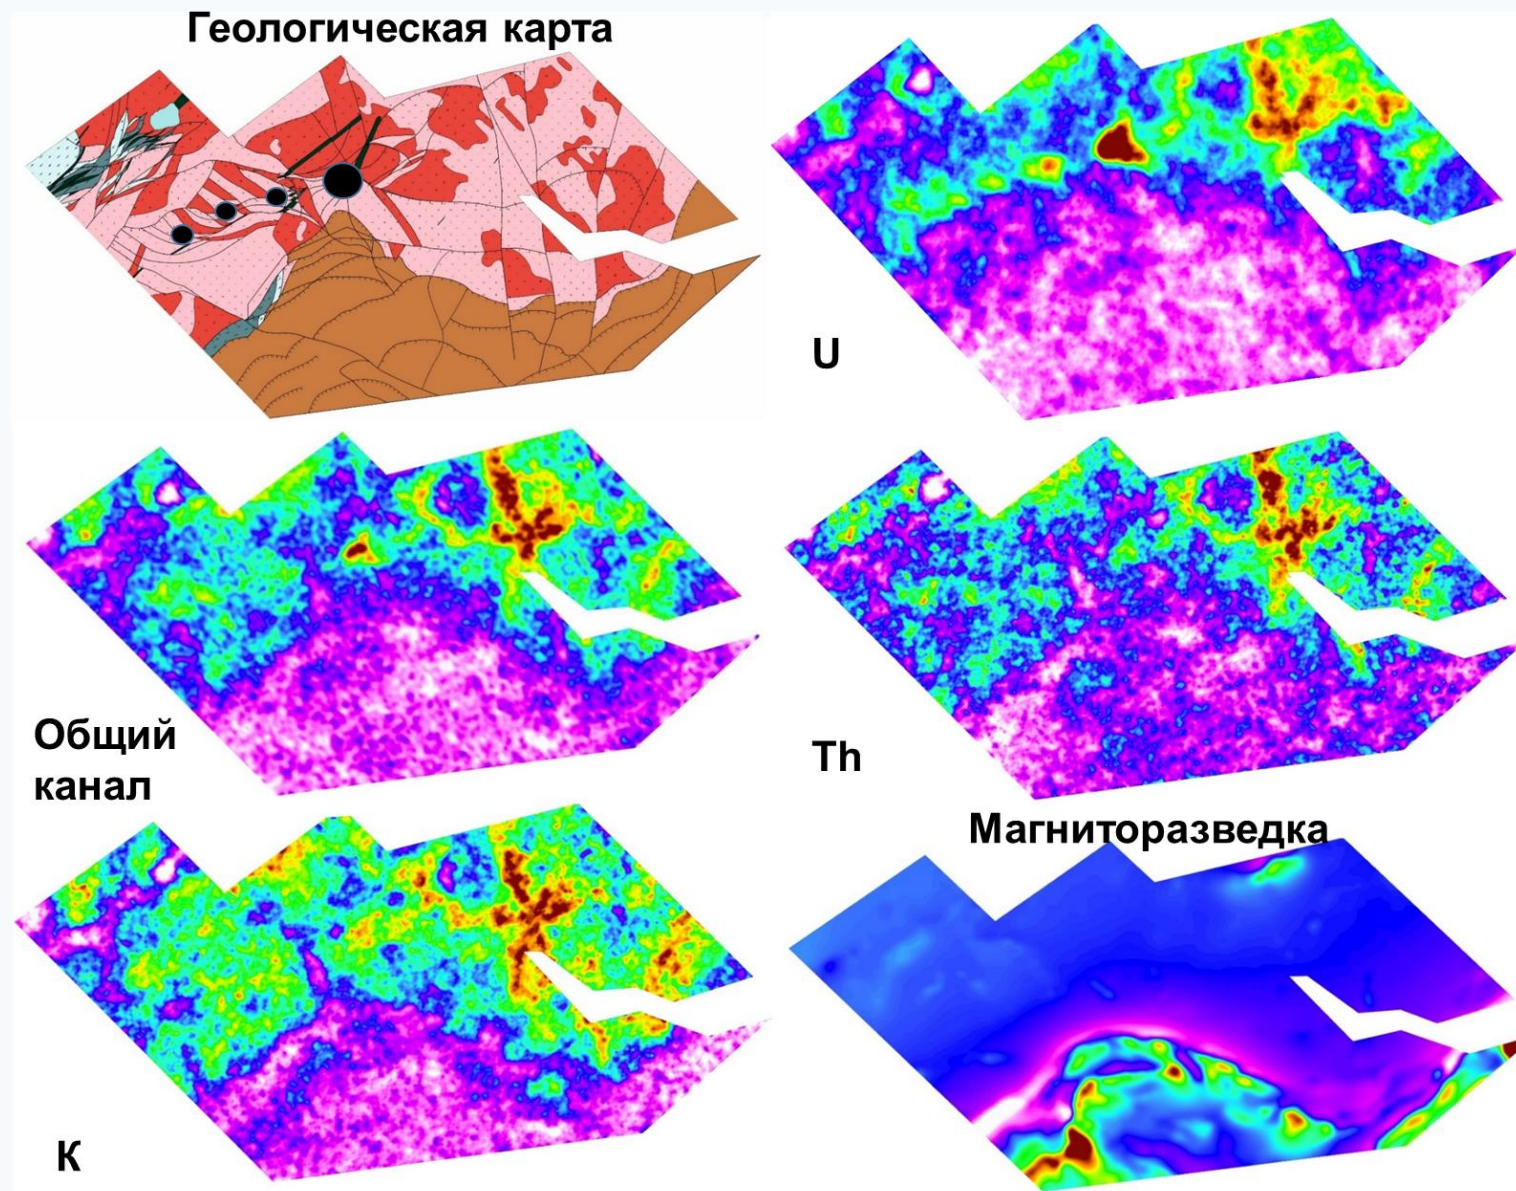 Геологическая карта
U
Общий
канал
Th
Магниторазведка
К